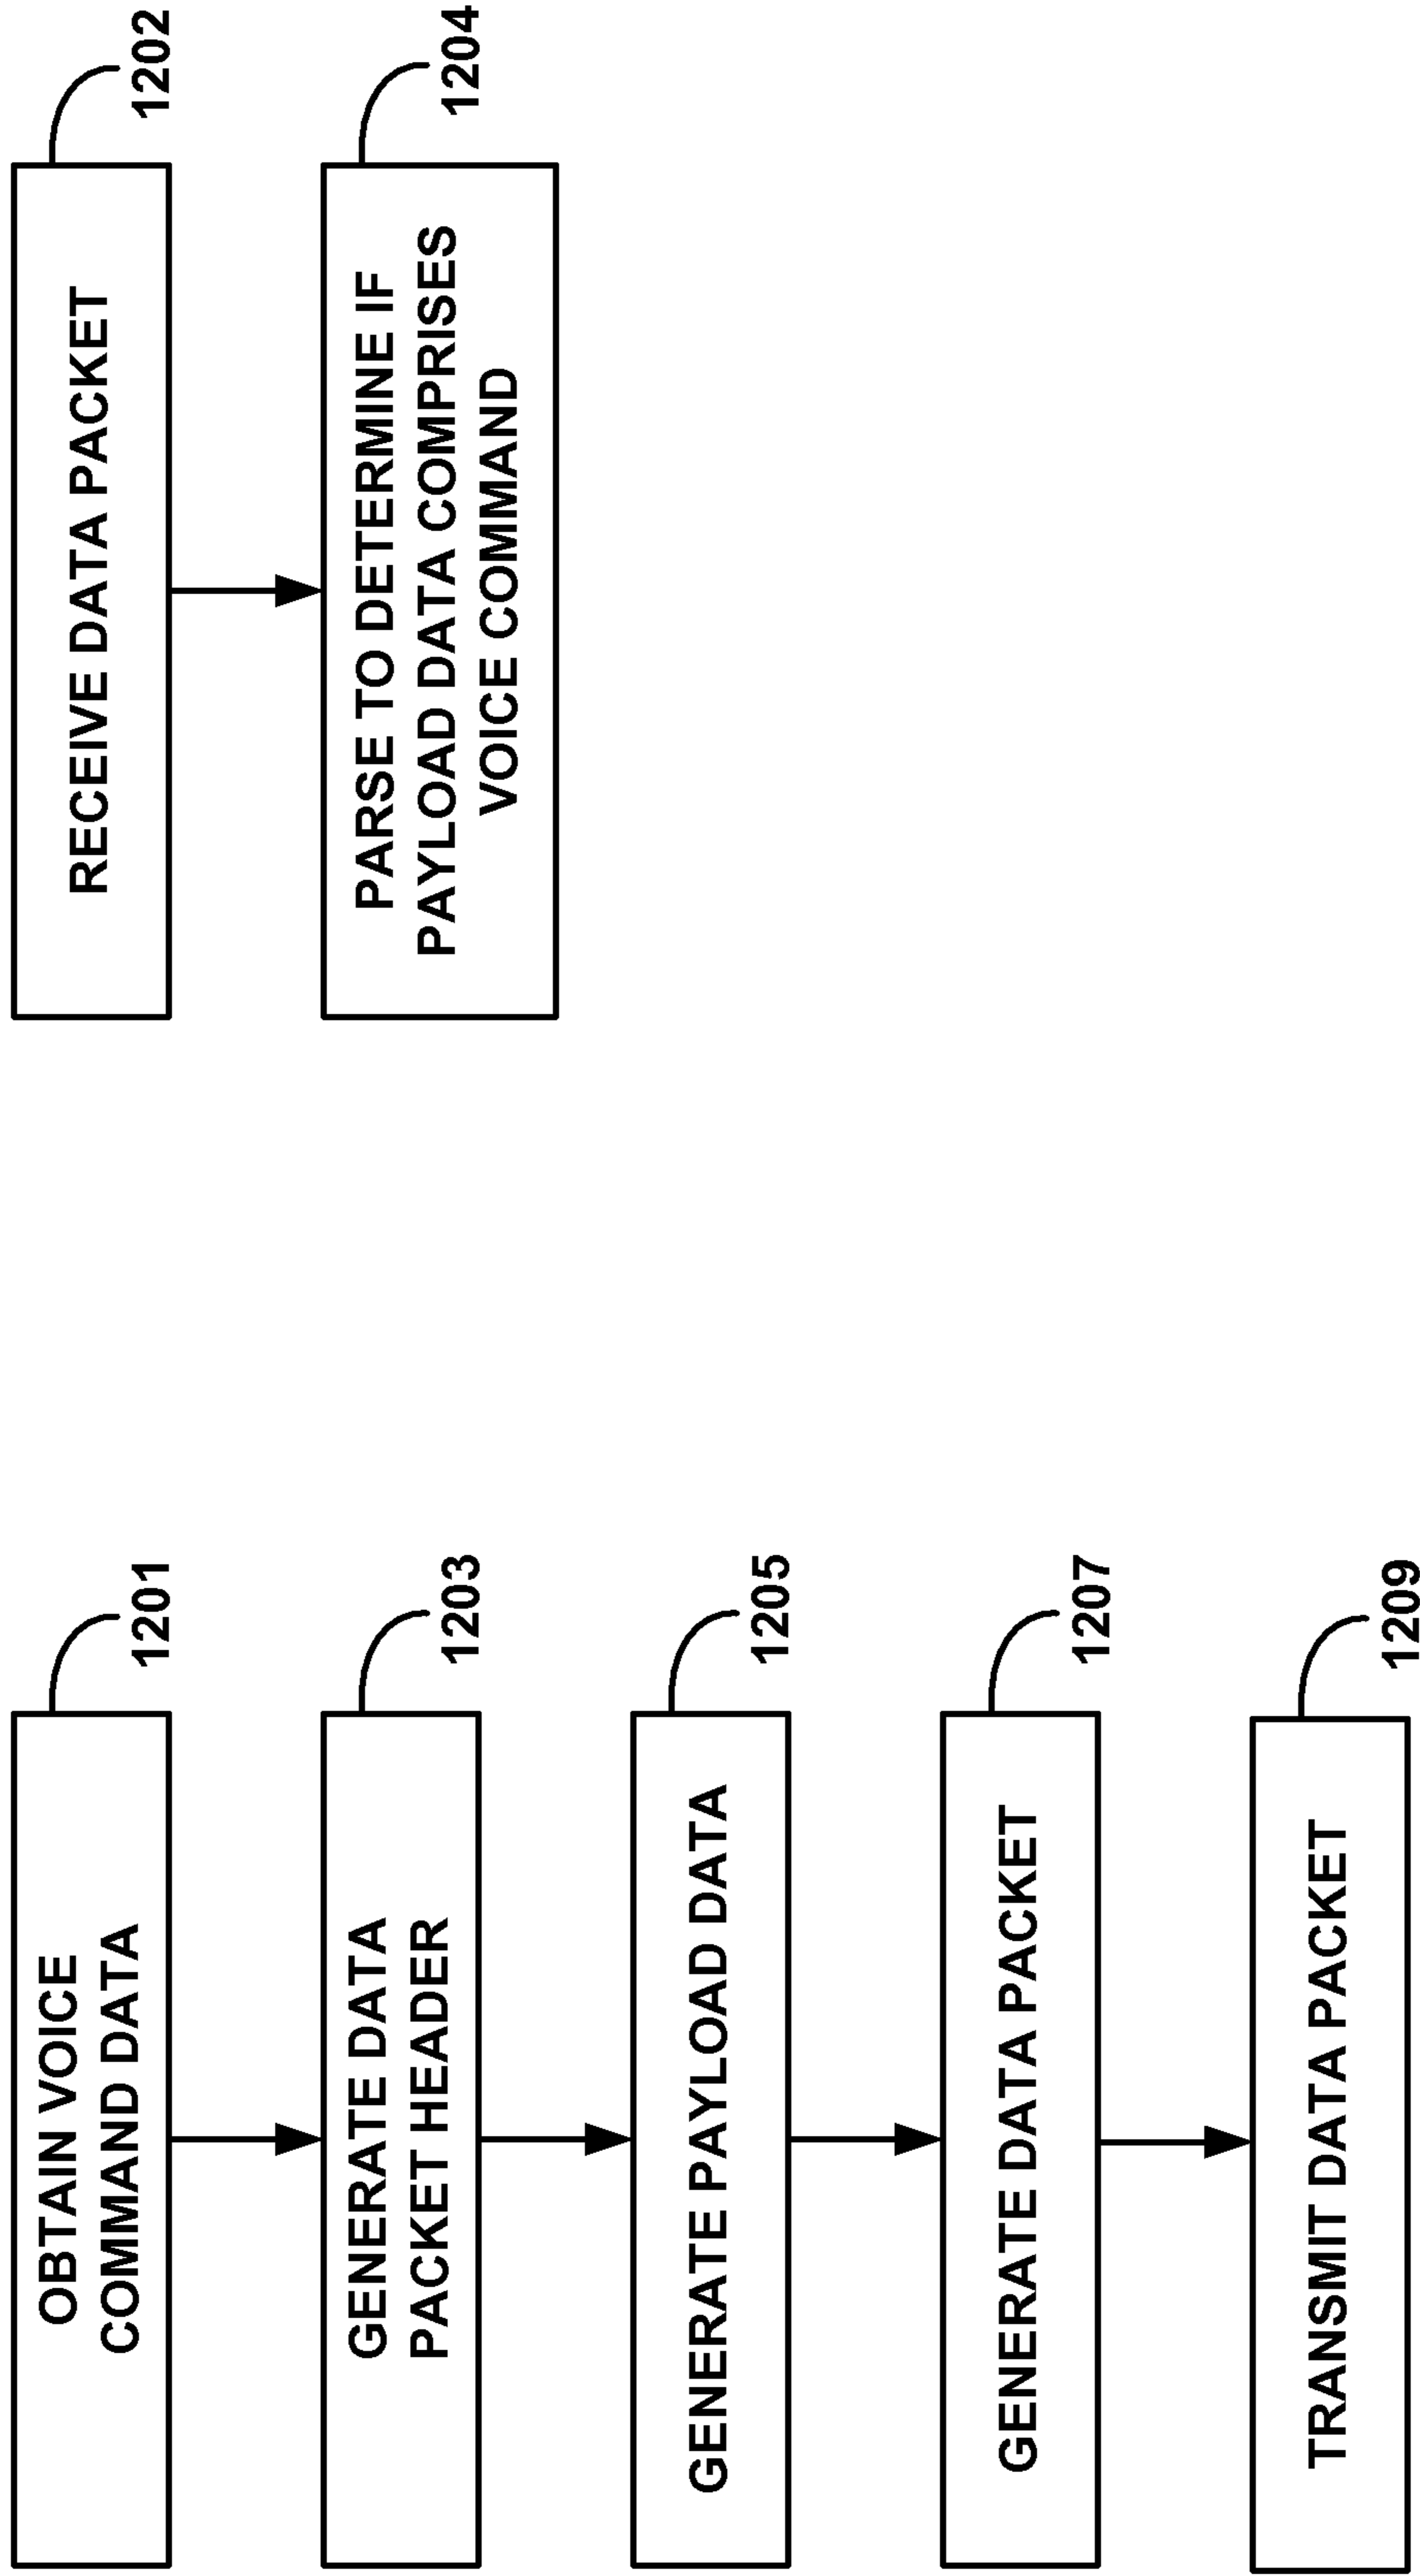 OBTAIN VOICE
COMMAND DATA
1201
GENERATE DATA
PACKET HEADER
1203
GENERATE PAYLOAD DATA
1205
GENERATE DATA PACKET
1207
TRANSMIT DATA PACKET
1209
RECEIVE DATA PACKET
1202
PARSE TO DETERMINE IF
PAYLOAD DATA COMPRISES
VOICE COMMAND
1204